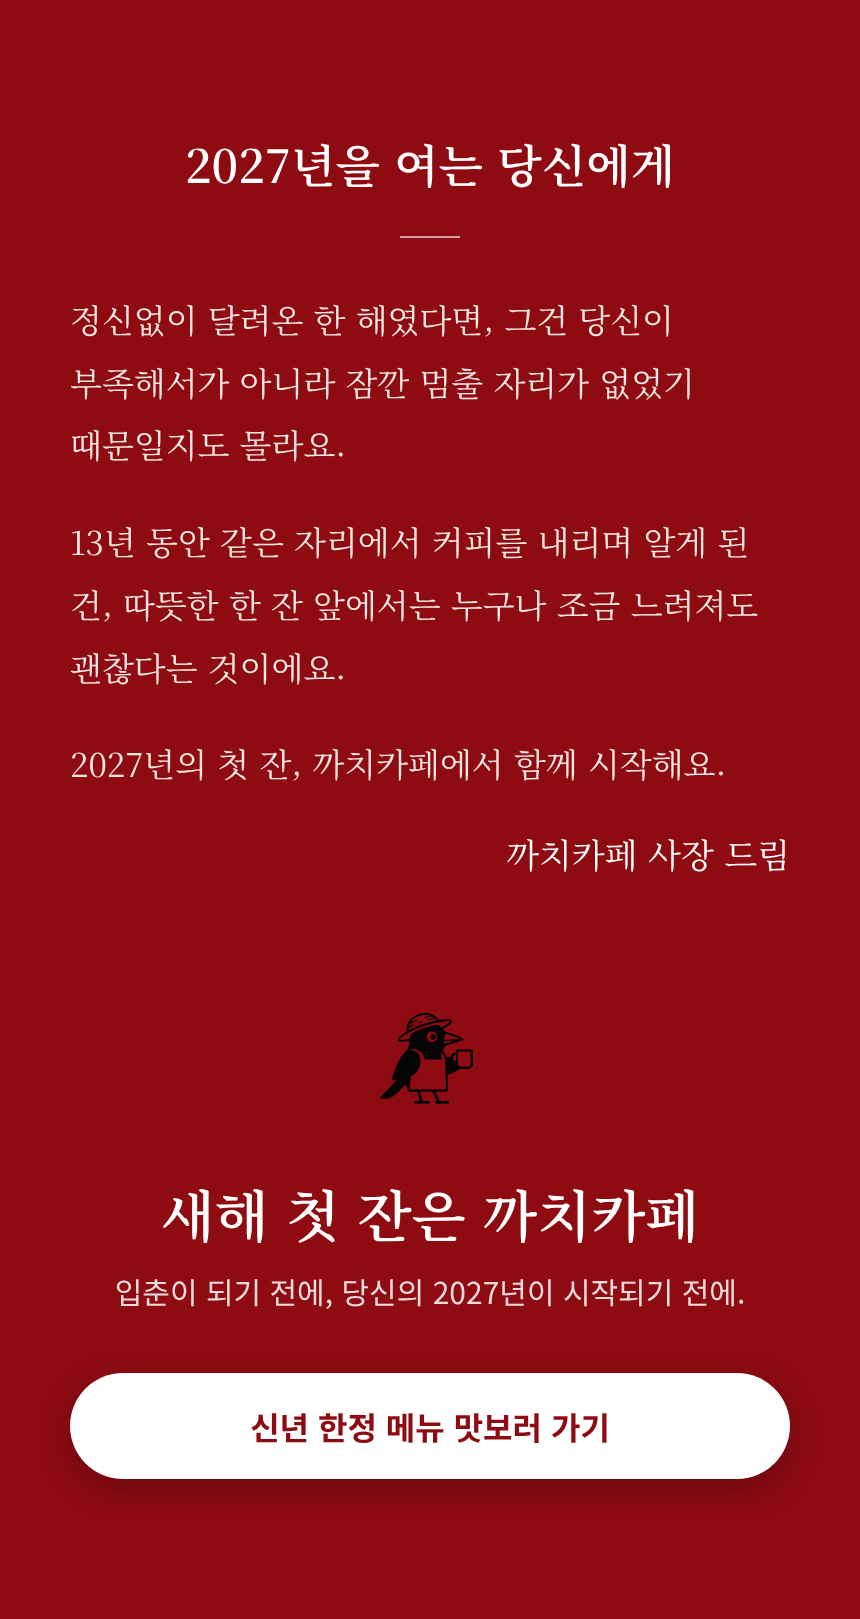 2027년을 여는 당신에게
정신없이 달려온 한 해였다면, 그건 당신이
부족해서가 아니라 잠깐 멈출 자리가 없었기
때문일지도 몰라요.
13년 동안 같은 자리에서 커피를 내리며 알게 된
건, 따뜻한 한 잔 앞에서는 누구나 조금 느려져도
괜찮다는 것이에요.
2027년의 첫 잔, 까치카페에서 함께 시작해요.
까치카페 사장 드림
새해 첫 잔은 까치카페
입춘이 되기 전에, 당신의 2027년이 시작되기 전에.
신년 한정 메뉴 맛보러 가기